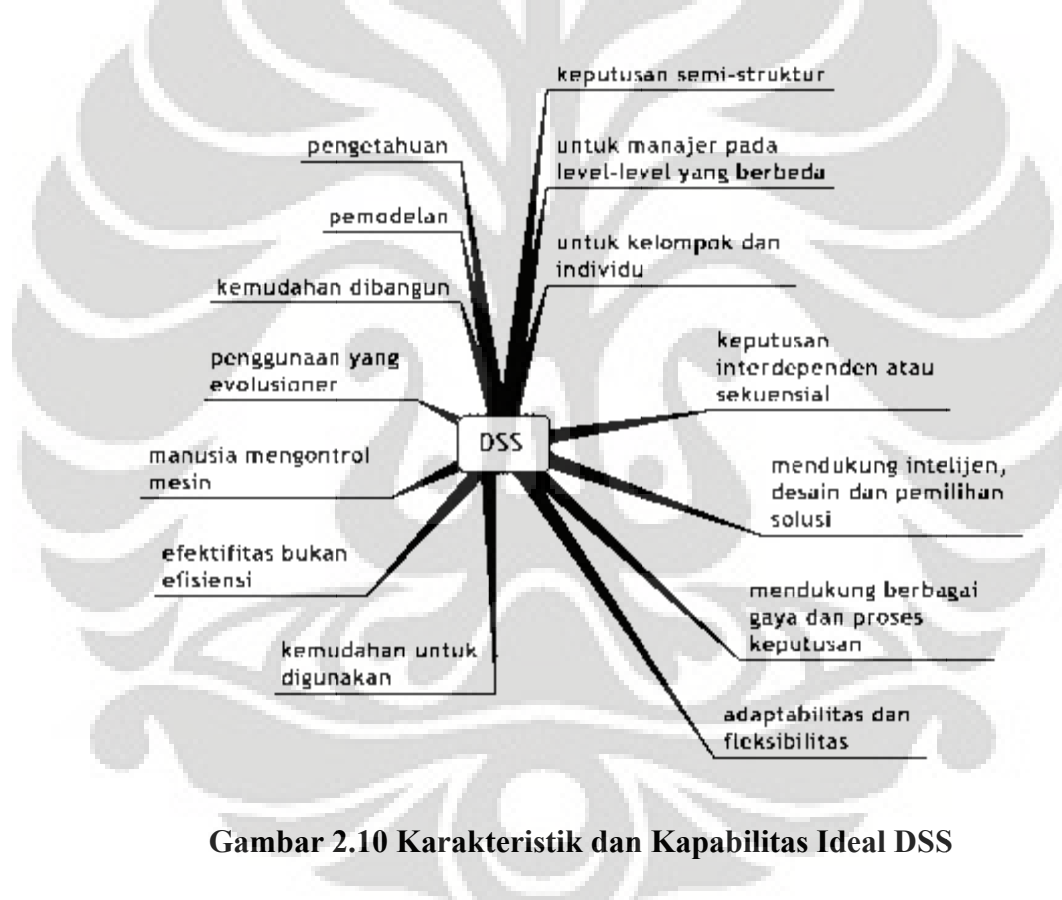 keputusan semi-struktur
untuk manajer pada
level-level yang berbeda
untuk kelompok dan
individu
keputusan
interdependen atau
sekuensial
mendukung intelijen,
desain dan pemilihan
solusi
mendukung berbagai
gaya dan proses
keputusan
adaptabilitas dan
fleksibilitas
kemudahan untuk
digunakan
efektifitas bukan
efisiensi
manusia mengontrol
mesin
penggunaan yang
evolusioner
kemudahan dibangun
pemodelan
pengetahuan
DSS
Gambar 2.10 Karakteristik dan Kapabilitas Ideal DSS